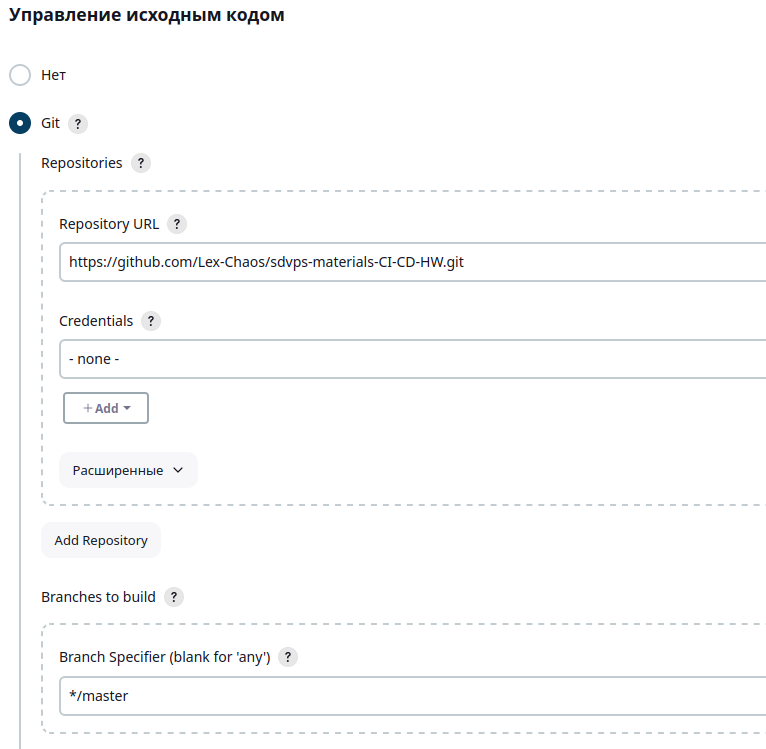 Управление исходным кодом
Нет
Git ?
Repositories ?
Repository URL ?
https://github.com/Lex-Chaos/sdvps-materials-CI-CD-HW.git
Credentials ?
- none -
+ Add
Расширенные
Add Repository
Branches to build ?
Branch Specifier (blank for 'any') ?
*/master